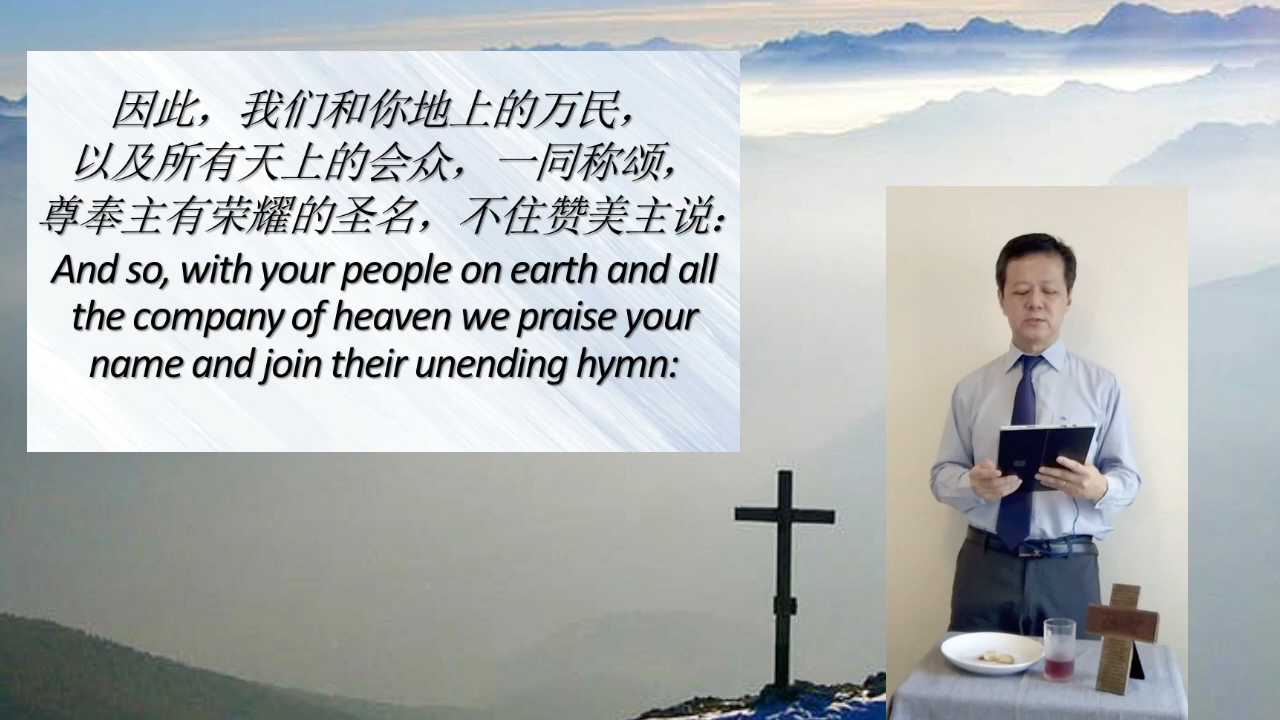 因此，我们和你地上的万民，
以及所有天上的会众，一同称颂，
尊奉主有荣耀的圣名，不住赞美主说：
And so, with your people on earth and all
the company of heaven we praise your
name and join their unending hymn: